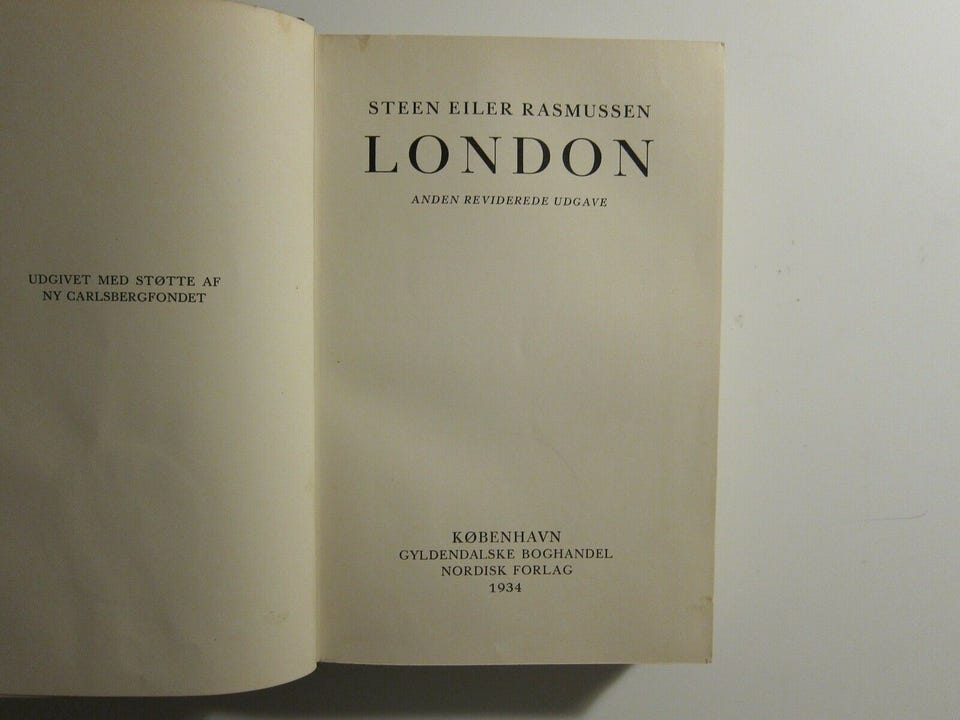 UDGIVET MED STØTTE AF
NY CARLSBERGFONDET
STEEN EILER RASMUSSEN
LONDON
ANDEN REVIDEREDE UDGAVE
KØBENHAVN
GYLDENDALSKE BOGHANDEL
NORDISK FORLAG
1934